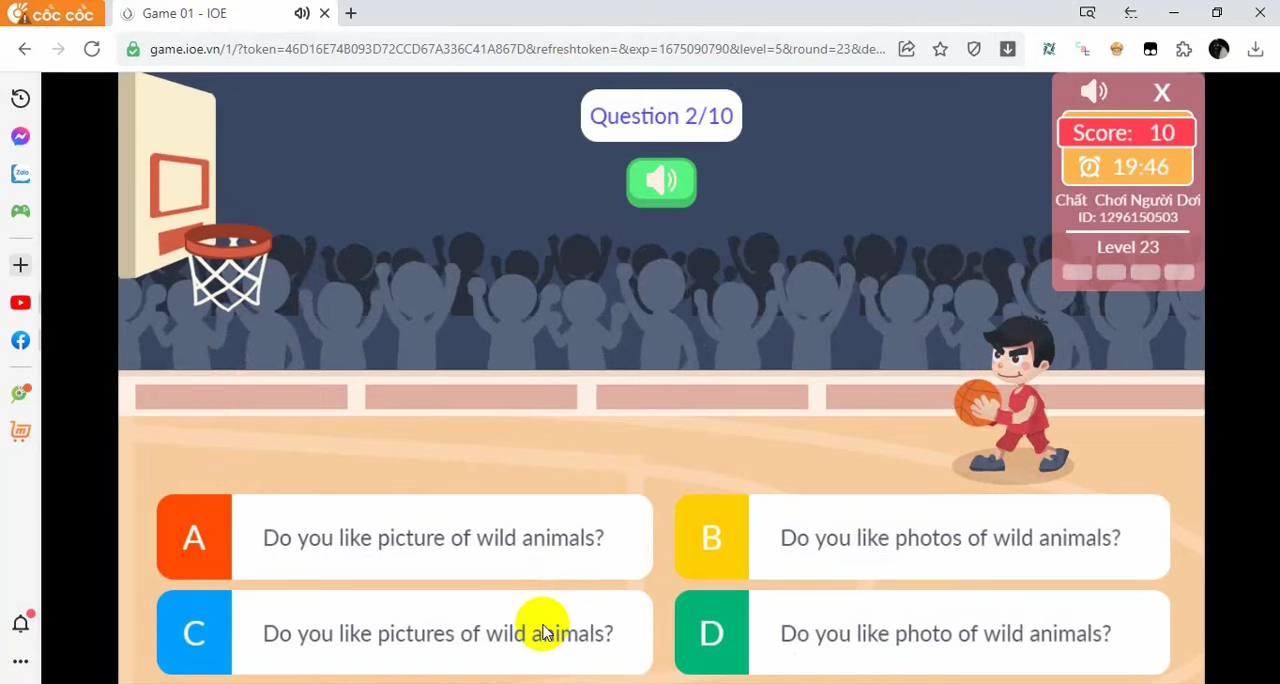 cốc cốc
Game 01 - IOE
game.ioe.vn/1/?token=46D16E74B093D72CCD67A336C41A867D&refreshtoken=&exp=1675090790&level=5&round=23&de...
Question 2/10
X
Score: 10
19:46
Chất Chơi Người Dơi
ID: 1296150503
Level 23
Zalo
A Do you like picture of wild animals?
B Do you like photos of wild animals?
C Do you like pictures of wild animals?
D Do you like photo of wild animals?